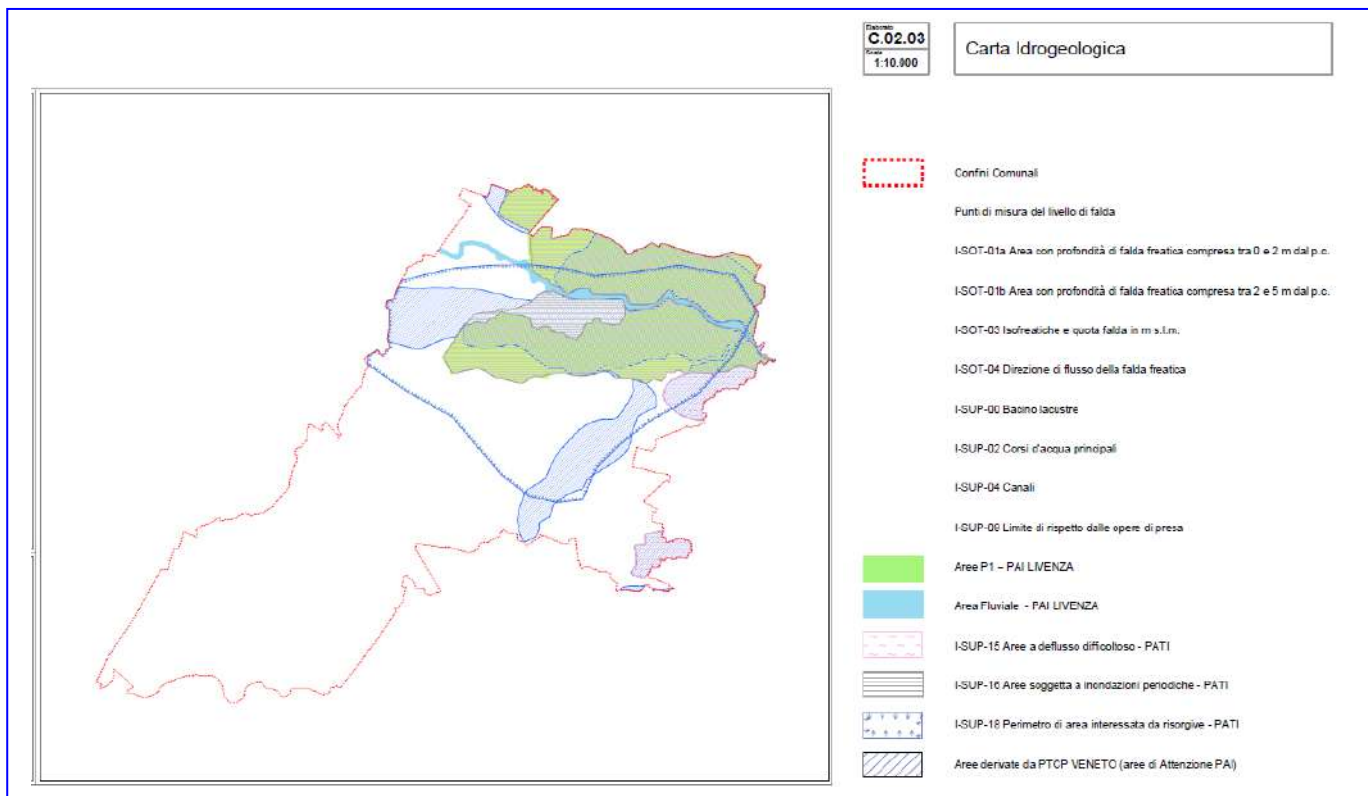 Elaborato
C.02.03
Scala
1:10.000
Carta Idrogeologica
Confini Comunali
Punti di misura del livello di falda
I-SOT-01a Area con profondità di falda freatica compresa tra 0 e 2 m dal p.c.
I-SOT-01b Area con profondità di falda freatica compresa tra 2 e 5 m dal p.c.
I-SOT-03 Isofreatiche e quota falda in m s.l.m.
I-SOT-04 Direzione di flusso della falda freatica
I-SUP-00 Bacino lacustre
I-SUP-02 Corsi d'acqua principali
I-SUP-04 Canali
I-SUP-09 Limite di rispetto dalle opere di presa
Aree P1 – PAI LIVENZA
Area Fluviale - PAI LIVENZA
I-SUP-15 Aree a deflusso difficoltoso - PATI
I-SUP-16 Aree soggetta a inondazioni periodiche - PATI
I-SUP-18 Perimetro di area interessata da risorgive - PATI
Aree derivate da PTCP VENETO (aree di Attenzione PAI)